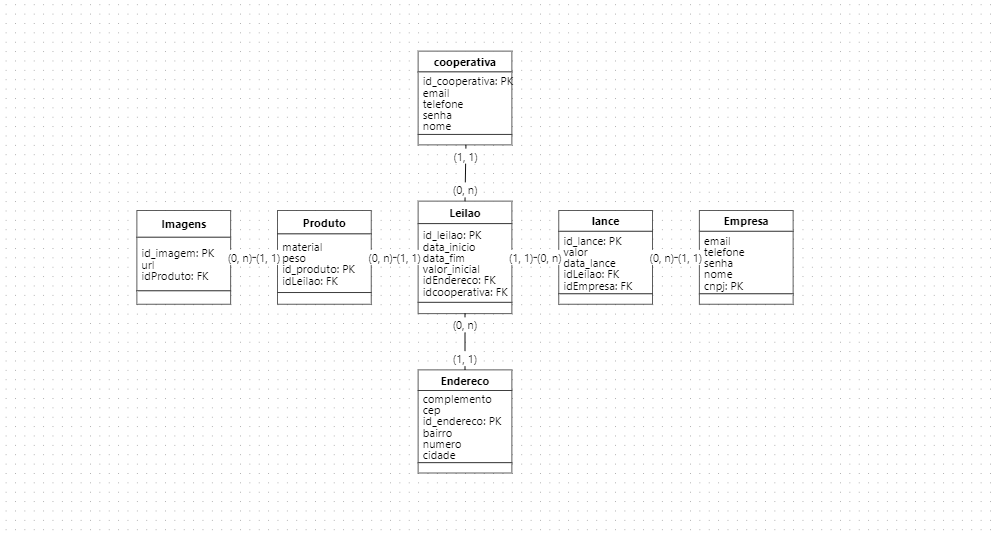 cooperativa
id_cooperativa: PK
email
telefone
senha
nome
(1, 1)
(0, n)
Imagens
id_imagem: PK
url
idProduto: FK
(0, n)-(1, 1)
Produto
material
peso
id_produto: PK
idLeilao: FK
(0, n)-(1, 1)
Leilao
id_leilao: PK
data_inicio
data_fim
valor_inicial
idEndereco: FK
idcooperativa: FK
(1, 1)-(0, n)
lance
id_lance: PK
valor
data_lance
idLeilao: FK
idEmpresa: FK
(0, n)-(1, 1)
Empresa
email
telefone
senha
nome
cnpj: PK
(0, n)
(1, 1)
Endereco
complemento
cep
id_endereco: PK
bairro
numero
cidade